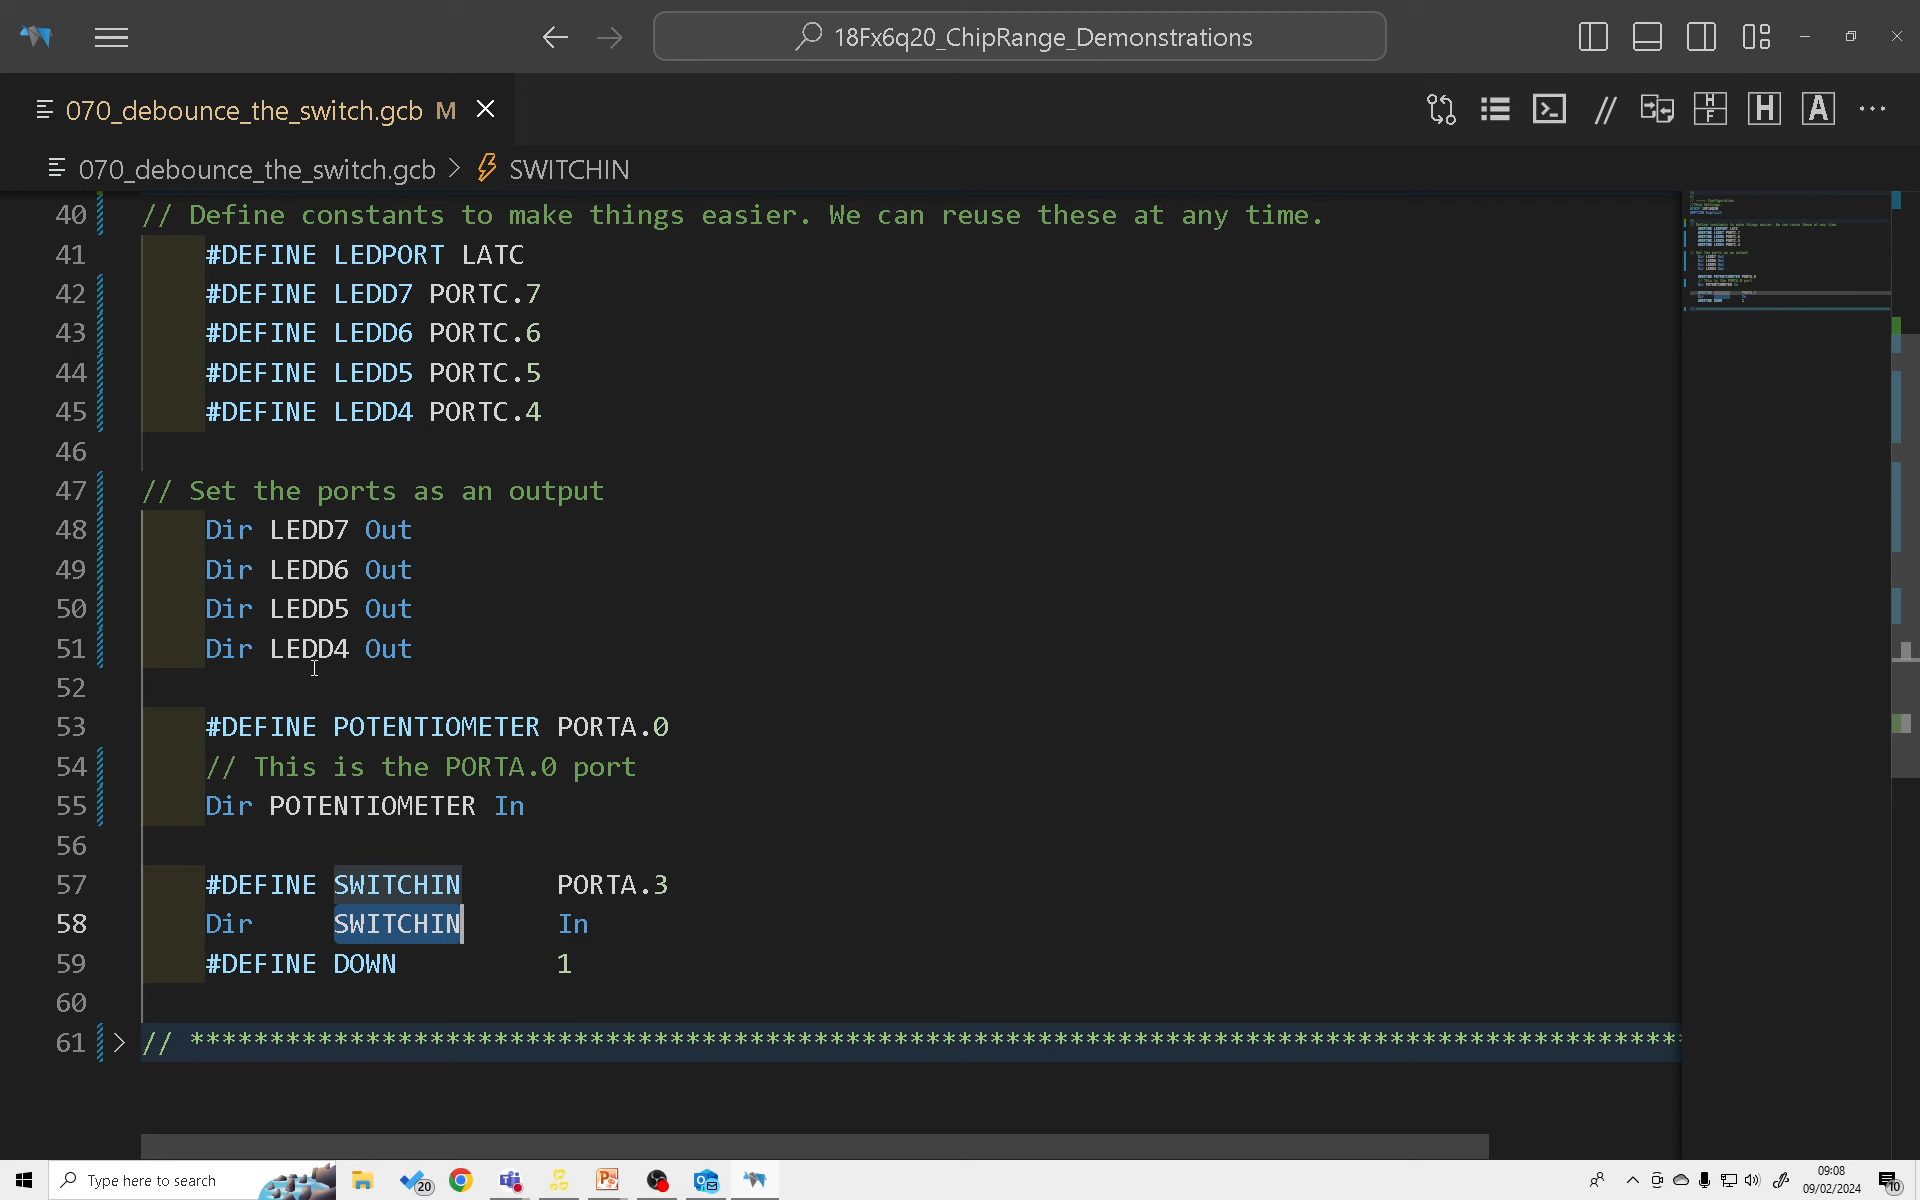 18Fx6q20_ChipRange_Demonstrations
070_debounce_the_switch.gcb M
070_debounce_the_switch.gcb > SWITCHIN
40 // Define constants to make things easier. We can reuse these at any time.
41 #DEFINE LEDPORT LATC
42 #DEFINE LEDD7 PORTC.7
43 #DEFINE LEDD6 PORTC.6
44 #DEFINE LEDD5 PORTC.5
45 #DEFINE LEDD4 PORTC.4
46
47 // Set the ports as an output
48 Dir LEDD7 Out
49 Dir LEDD6 Out
50 Dir LEDD5 Out
51 Dir LEDD4 Out
52
53 #DEFINE POTENTIOMETER PORTA.0
54 // This is the PORTA.0 port
55 Dir POTENTIOMETER In
56
57 #DEFINE SWITCHIN PORTA.3
58 Dir SWITCHIN In
59 #DEFINE DOWN 1
60
61 // **********************************************************************************************
Type here to search
20
09:08
09/02/2024
10